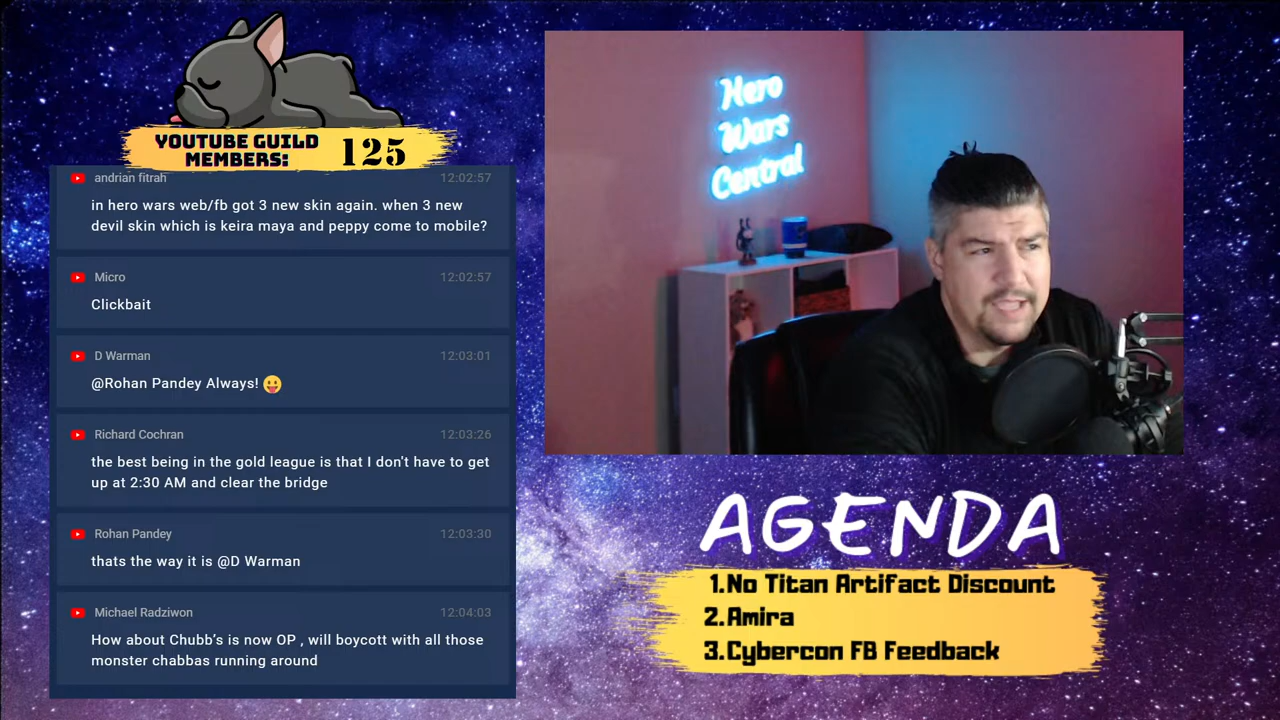 YOUTUBE GUILD
MEMBERS:
125
andrian fitrah 12:02:57
in hero wars web/fb got 3 new skin again. when 3 new
devil skin which is keira maya and peppy come to mobile?
Micro 12:02:57
Clickbait
D Warman 12:03:01
@Rohan Pandey Always! 😛
Richard Cochran 12:03:26
the best being in the gold league is that I don't have to get
up at 2:30 AM and clear the bridge
Rohan Pandey 12:03:30
thats the way it is @D Warman
Michael Radziwon 12:04:03
How about Chubb's is now OP , will boycott with all those
monster chabbas running around
Hero
Wars
Central
AGENDA
1.No Titan Artifact Discount
2.Amira
3.Cybercon FB Feedback